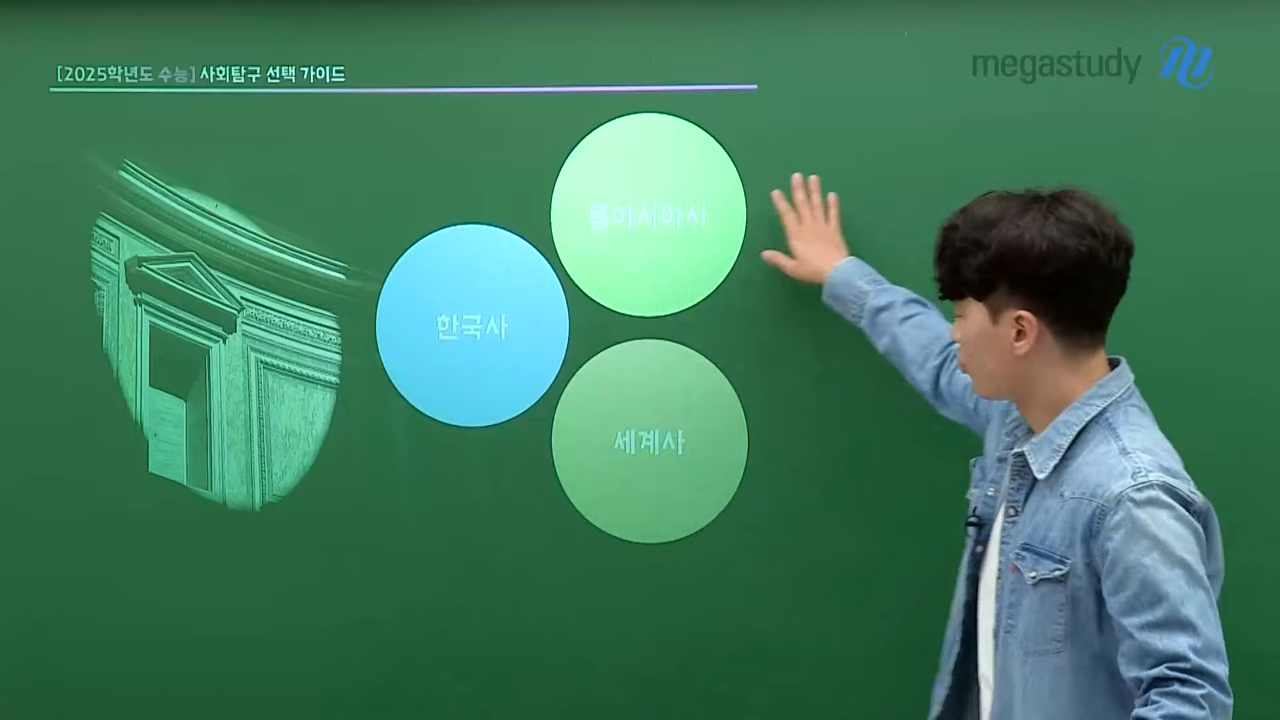 [2025학년도 수능] 사회탐구 선택 가이드
megastudy
동아시아사
한국사
세계사